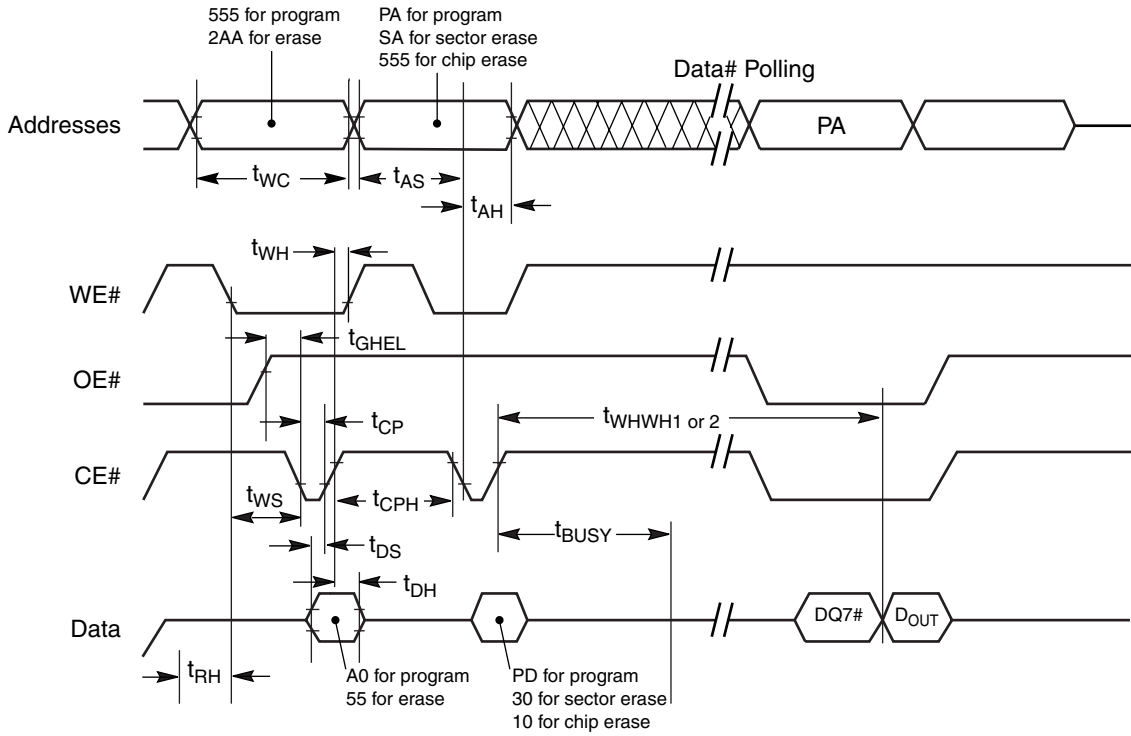 555 for program
2AA for erase
PA for program
SA for sector erase
555 for chip erase
Data# Polling
Addresses
PA
tWC
tAS
tAH
tWH
WE#
tGHEL
OE#
tCP
tWHWH1 or 2
CE#
tWS
tCPH
tBUSY
tDS
tDH
Data
DQ7#
DOUT
tRH
A0 for program
55 for erase
PD for program
30 for sector erase
10 for chip erase